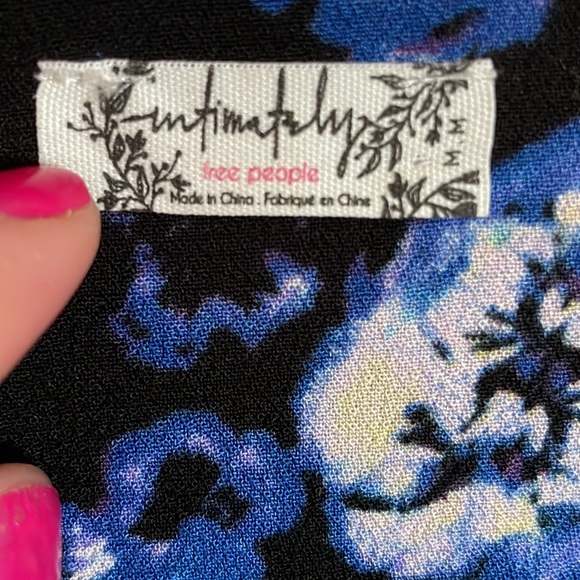 intimately
free people
Made in China . Fabriqué en Chine
M.M